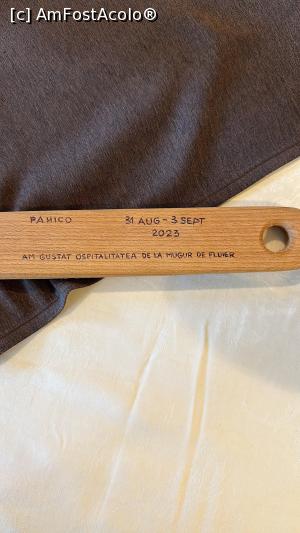 [c] AmFostAcolo®
PAHICO 31 AUG - 3 SEPT
2023
AM GUSTAT OSPITALITATEA DE LA MUGUR DE FLUIER